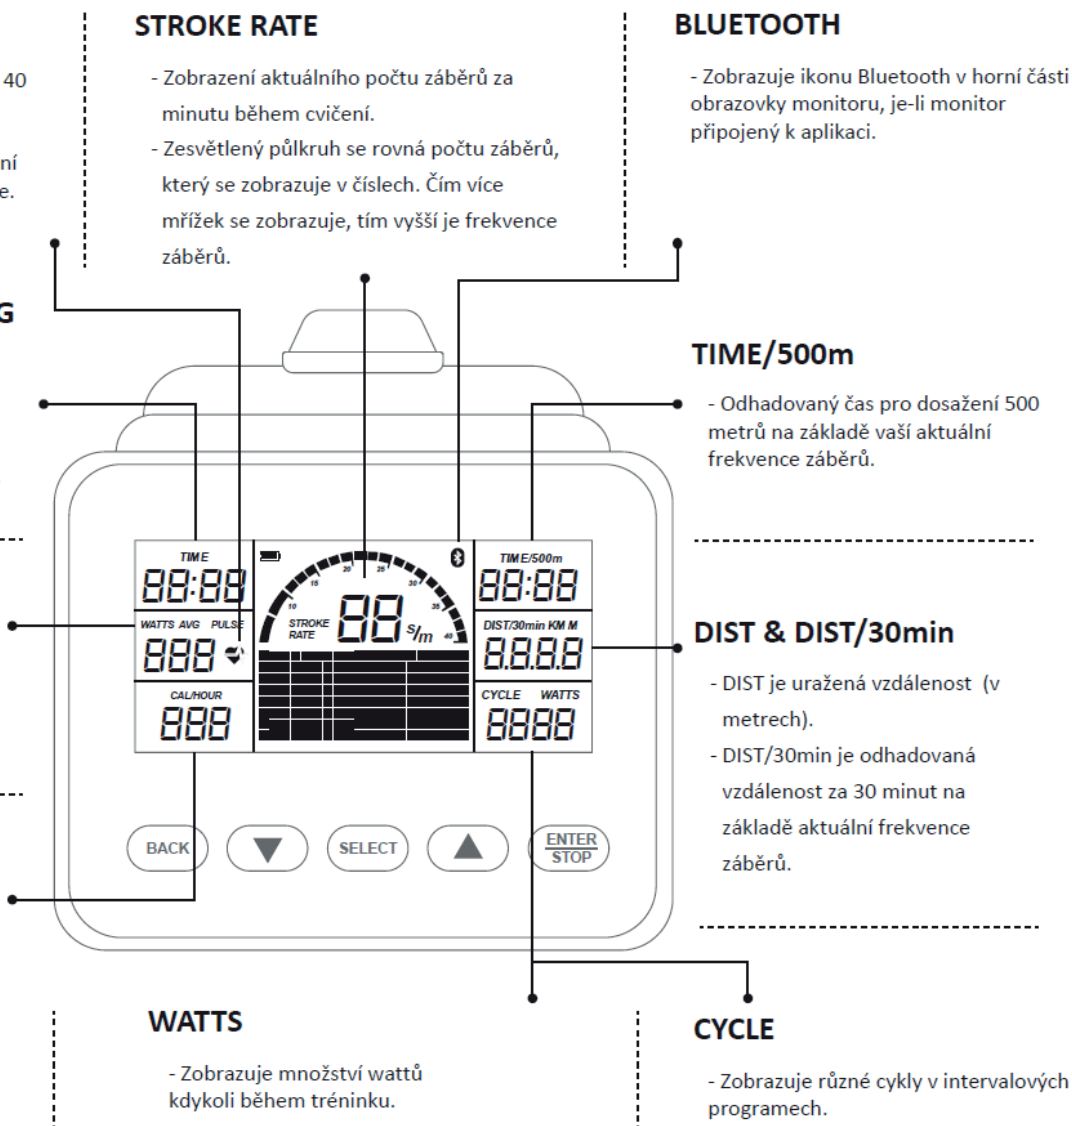 40
ní
e.
G
STROKE RATE
- Zobrazení aktuálního počtu záběrů za
minutu během cvičení.
- Zesvětlený půlkruh se rovná počtu záběrů,
který se zobrazuje v číslech. Čím více
mřížek se zobrazuje, tím vyšší je frekvence
záběrů.
BLUETOOTH
- Zobrazuje ikonu Bluetooth v horní části
obrazovky monitoru, je-li monitor
připojený k aplikaci.
TIME/500m
- Odhadovaný čas pro dosažení 500
metrů na základě vaší aktuální
frekvence záběrů.
TIME
88:88
WATTS AVG PULSE
888
CAL/HOUR
888
10
15
20
25
30
35
40
STROKE
RATE
88 s/m
TIME/500m
88:88
DIST/30min KM M
8.8.8.8
CYCLE WATTS
8888
BACK
SELECT
ENTER
STOP
DIST & DIST/30min
- DIST je uražená vzdálenost (v
metrech).
- DIST/30min je odhadovaná
vzdálenost za 30 minut na
základě aktuální frekvence
záběrů.
WATTS
- Zobrazuje množství wattů
kdykoli během tréninku.
CYCLE
- Zobrazuje různé cykly v intervalových
programech.